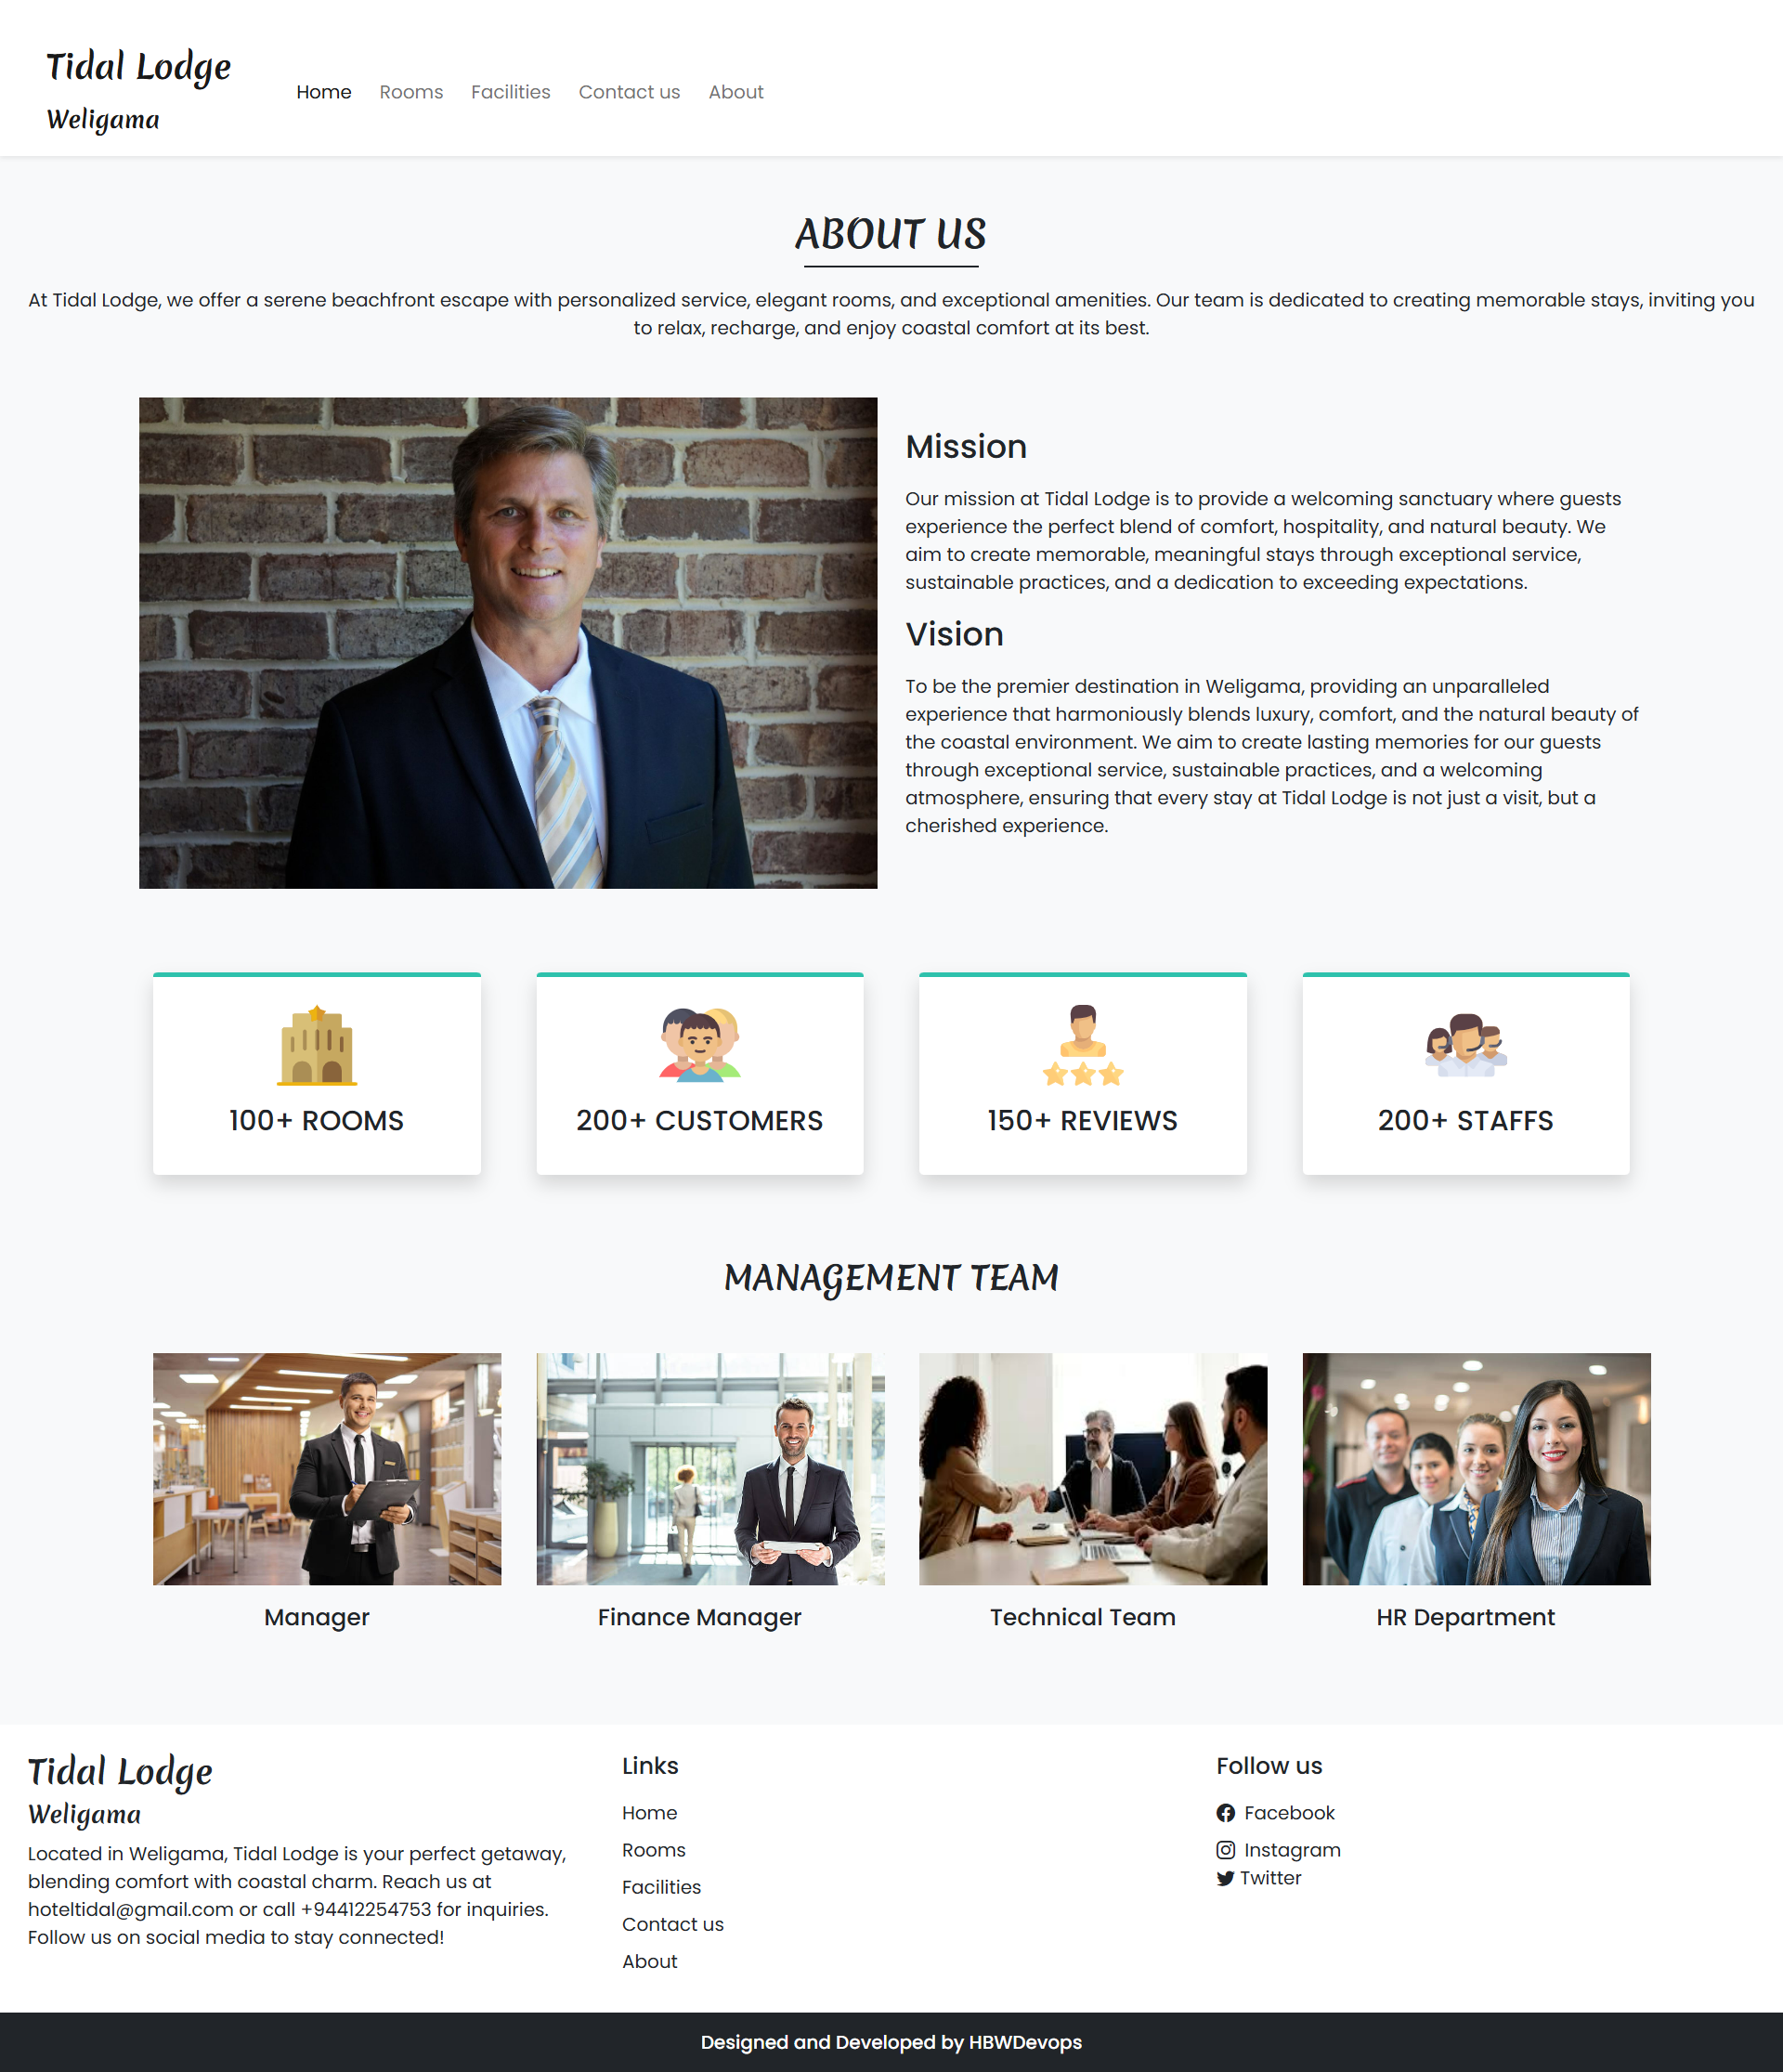 Tidal Lodge
Weligama
Home Rooms Facilities Contact us About
ABOUT US
At Tidal Lodge, we offer a serene beachfront escape with personalized service, elegant rooms, and exceptional amenities. Our team is dedicated to creating memorable stays, inviting you
to relax, recharge, and enjoy coastal comfort at its best.
Mission
Our mission at Tidal Lodge is to provide a welcoming sanctuary where guests
experience the perfect blend of comfort, hospitality, and natural beauty. We
aim to create memorable, meaningful stays through exceptional service,
sustainable practices, and a dedication to exceeding expectations.
Vision
To be the premier destination in Weligama, providing an unparalleled
experience that harmoniously blends luxury, comfort, and the natural beauty of
the coastal environment. We aim to create lasting memories for our guests
through exceptional service, sustainable practices, and a welcoming
atmosphere, ensuring that every stay at Tidal Lodge is not just a visit, but a
cherished experience.
100+ ROOMS
200+ CUSTOMERS
150+ REVIEWS
200+ STAFFS
MANAGEMENT TEAM
Manager
Finance Manager
Technical Team
HR Department
Tidal Lodge
Weligama
Located in Weligama, Tidal Lodge is your perfect getaway,
blending comfort with coastal charm. Reach us at
hoteltidal@gmail.com or call +94412254753 for inquiries.
Follow us on social media to stay connected!
Links
Home
Rooms
Facilities
Contact us
About
Follow us
Facebook
Instagram
Twitter
Designed and Developed by HBWDevops